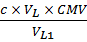 c × V_L × CMV
V_L1